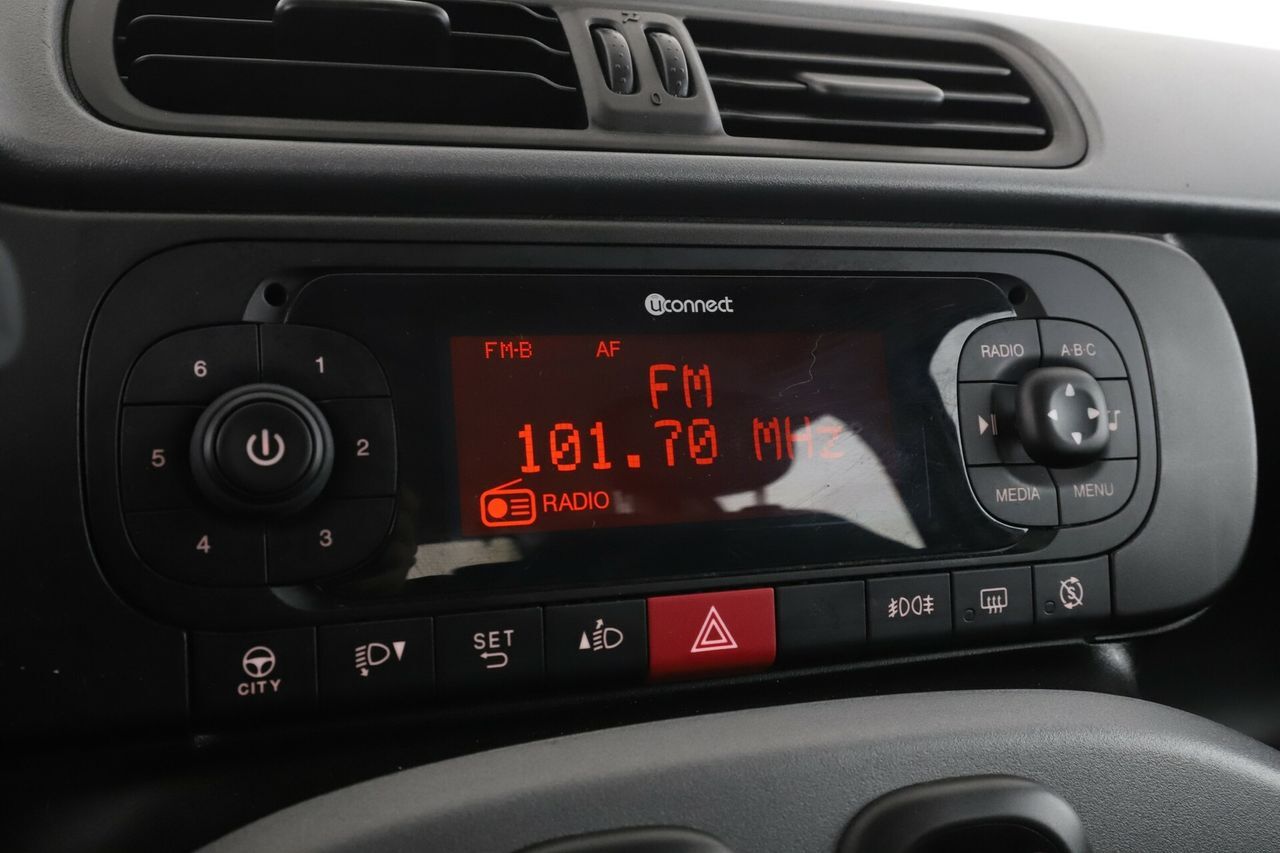 uconnect
FM-B AF
FM
101.70 MHz
RADIO
6 1
5 2
4 3
RADIO A·B·C
MEDIA MENU
CITY
SET